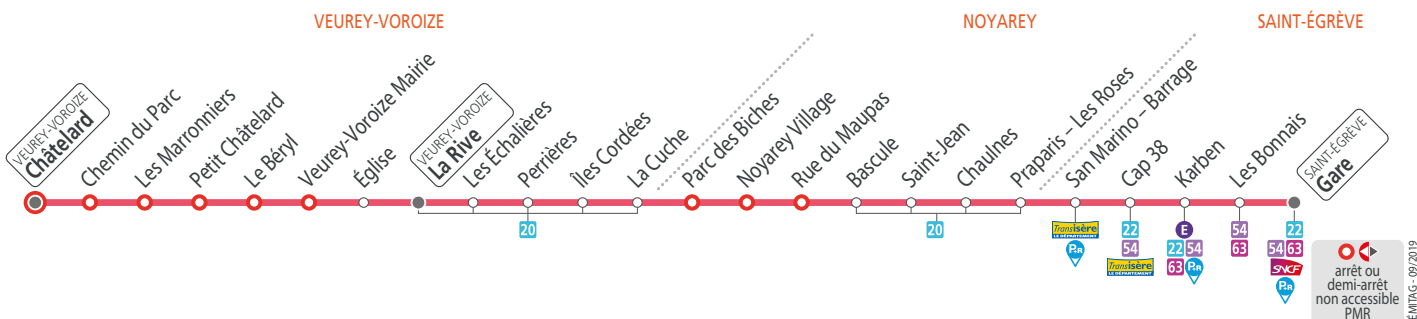 VEUREY-VOROIZE
NOYAREY
SAINT-ÉGRÈVE
VEUREY-VOROIZE
Châtelard
Chemin du Parc
Les Marronniers
Petit Châtelard
Le Béryl
Veurey-Voroize Mairie
Église
VEUREY-VOROIZE
La Rive
Les Échalières
Perrières
Îles Cordées
La Cuche
Parc des Biches
Noyarey Village
Rue du Maupas
Bascule
Saint-Jean
Chaulnes
Praparis – Les Roses
San Marino – Barrage
Cap 38
Karben
Les Bonnais
SAINT-ÉGRÈVE
Gare
20
20
Transisère
LE DÉPARTEMENT
P+R
22
54
Transisère
LE DÉPARTEMENT
E
22 54
63 P+R
54
63
22
54 63
SNCF
P+R
arrêt ou
demi-arrêt
non accessible
PMR
ÉMITAG - 09/2019